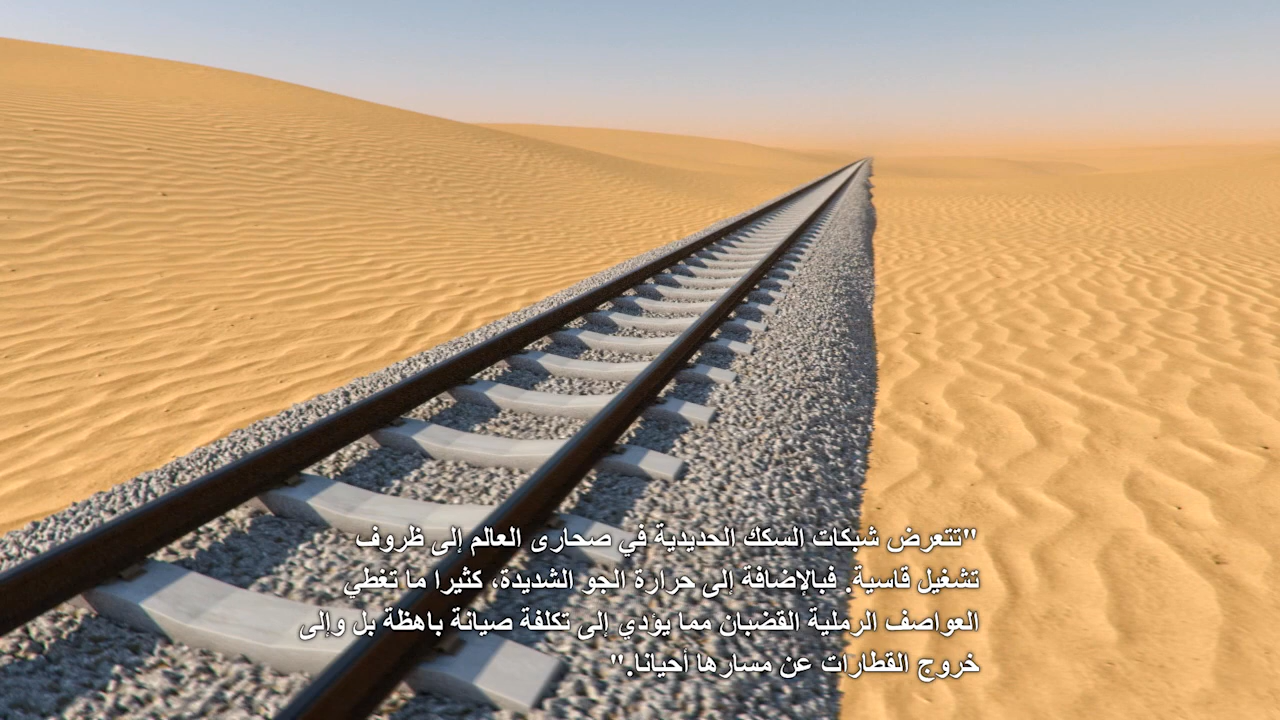 "تتعرض شبكات السكك الحديدية في صحارى العالم إلى ظروف
تشغيل قاسية. فبالإضافة إلى حرارة الجو الشديدة، كثيرا ما تغطي
العواصف الرملية القضبان مما يؤدي إلى تكلفة صيانة باهظة بل وإلى
خروج القطارات عن مسارها أحيانا."